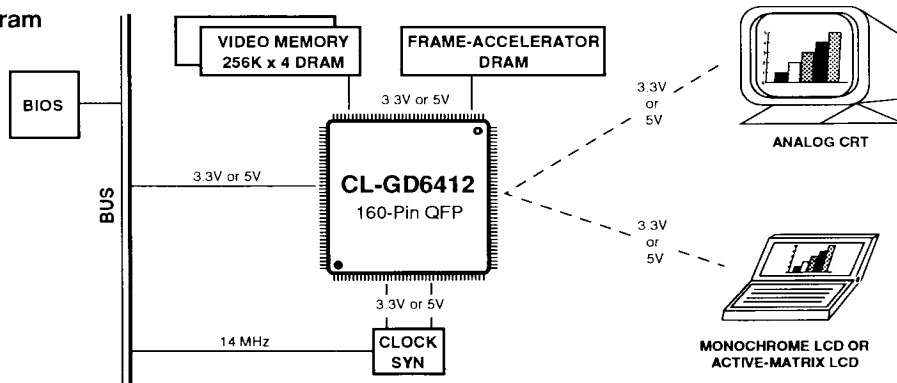 ram
VIDEO MEMORY
256K x 4 DRAM
FRAME-ACCELERATOR
DRAM
BIOS
3.3V or 5V
3.3V
or
5V
ANALOG CRT
3.3V or 5V
CL-GD6412
160-Pin QFP
BUS
3.3V
or
5V
3.3V or 5V
14 MHz
CLOCK
SYN
MONOCHROME LCD OR
ACTIVE-MATRIX LCD